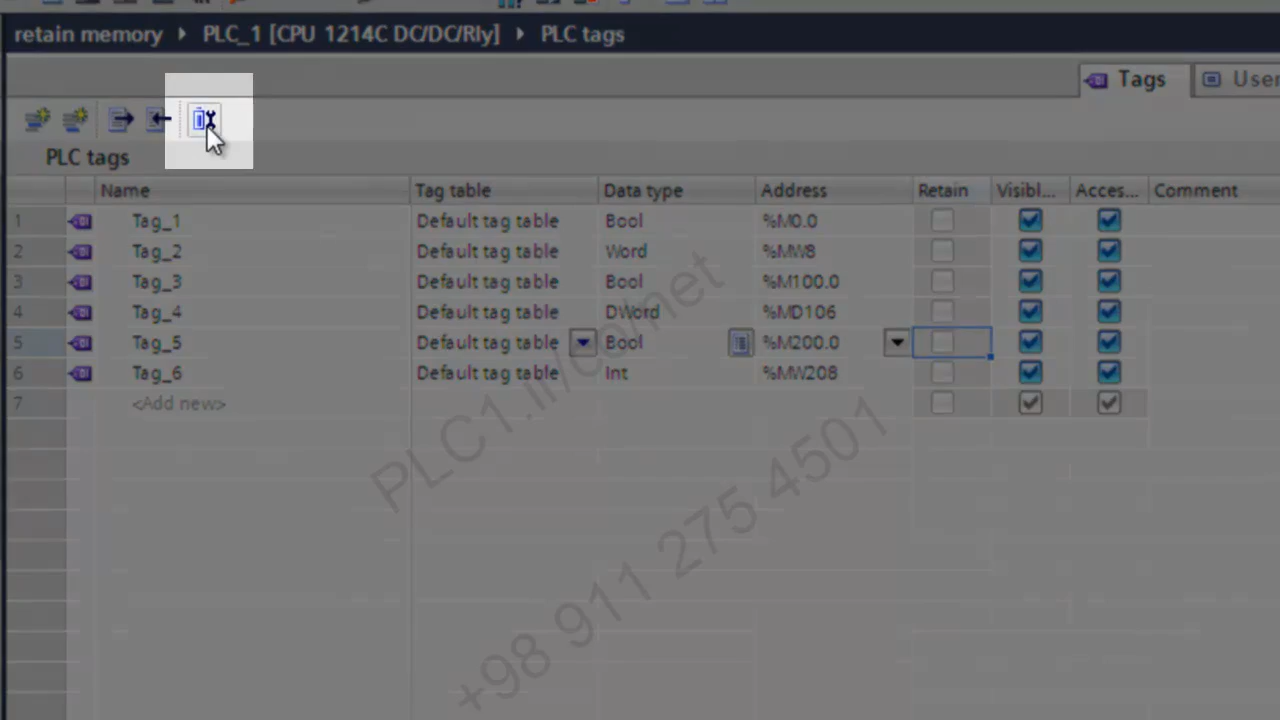 retain memory PLC_1 [CPU 1214C DC/DC/Rly] PLC tags
Tags User
PLC tags
Name Tag table Data type Address Retain Visibl... Acces... Comment
1 Tag_1 Default tag table Bool %M0.0
2 Tag_2 Default tag table Word %MW8
3 Tag_3 Default tag table Bool %M100.0
4 Tag_4 Default tag table DWord %MD106
5 Tag_5 Default tag table Bool %M200.0
6 Tag_6 Default tag table Int %MW208
7 <Add new>
PLC1.ir/co/net
+98 911 275 4501